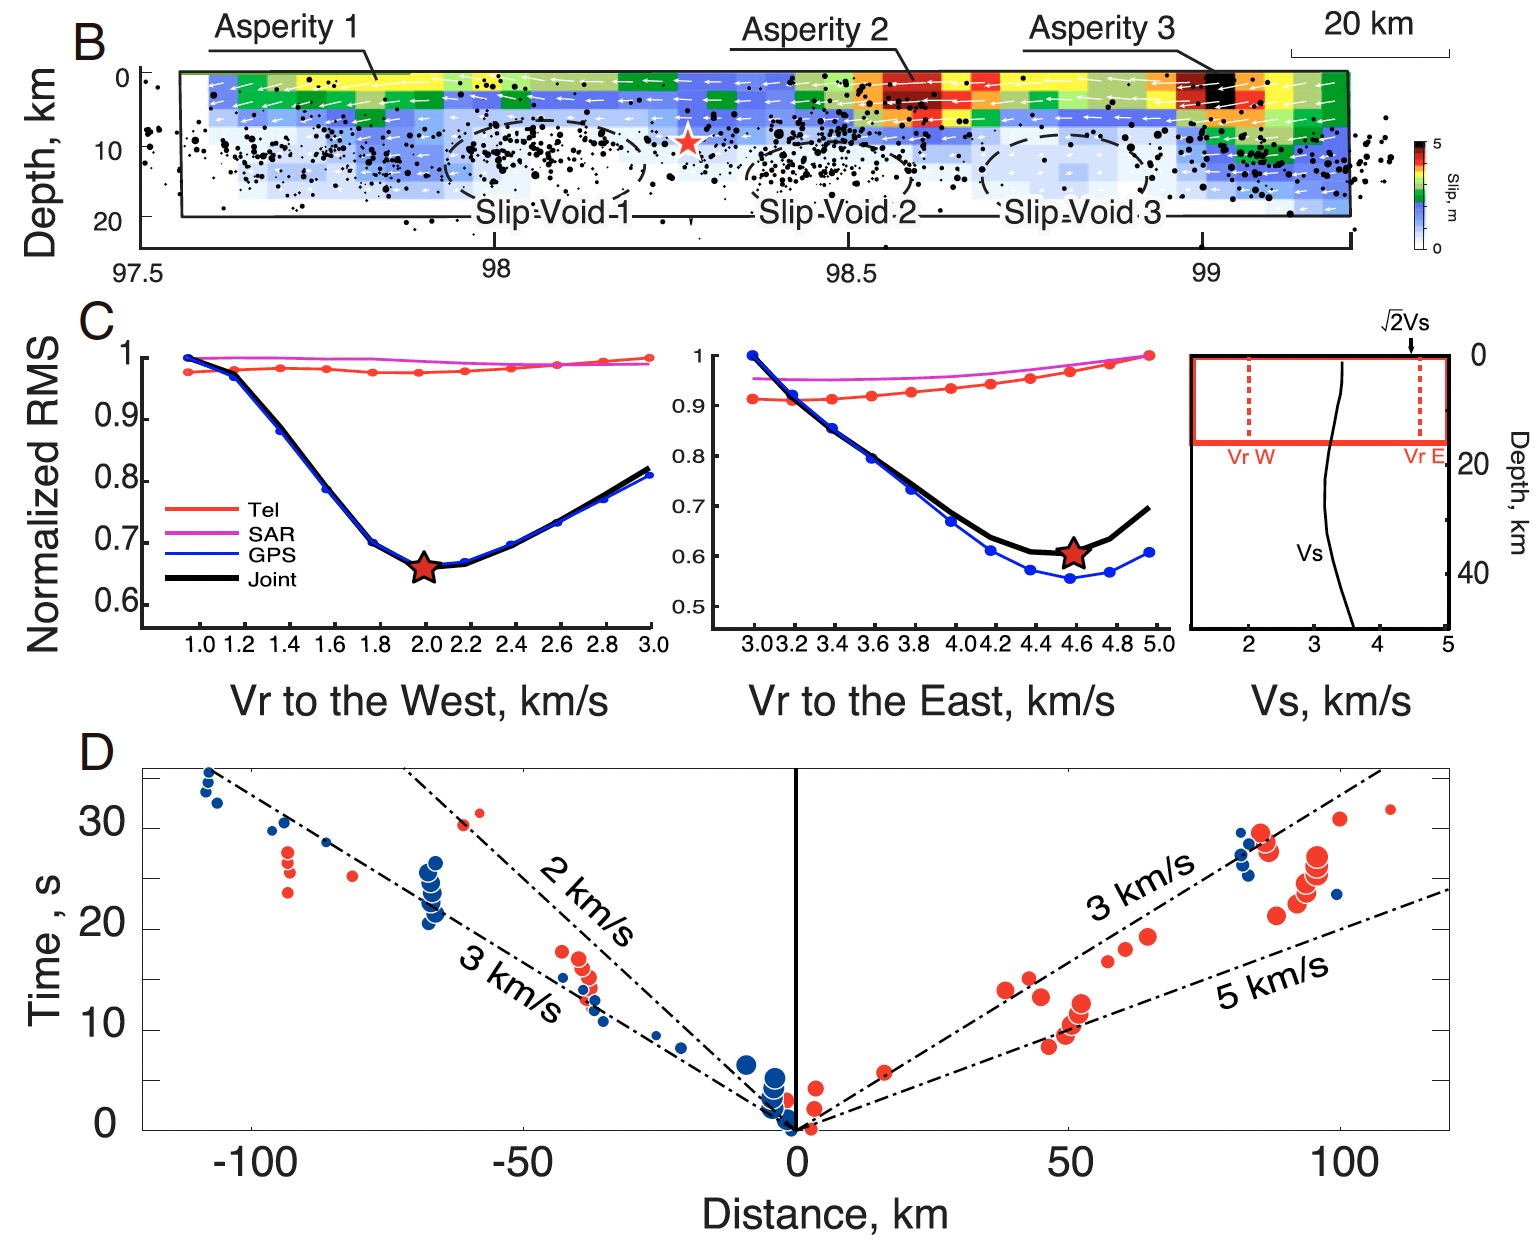 B
Asperity 1
Asperity 2
Asperity 3
20 km
Depth, km
0
10
20
Slip Void 1
Slip Void 2
Slip Void 3
5
0
Slip, m
97.5
98
98.5
99
C
Normalized RMS
1
0.9
0.8
0.7
0.6
Tel
SAR
GPS
Joint
1.0 1.2 1.4 1.6 1.8 2.0 2.2 2.4 2.6 2.8 3.0
Vr to the West, km/s
1
0.9
0.8
0.7
0.6
0.5
3.0 3.2 3.4 3.6 3.8 4.0 4.2 4.4 4.6 4.8 5.0
Vr to the East, km/s
√2Vs
Vr W
Vr E
Vs
0
20
40
Depth, km
2 3 4 5
Vs, km/s
D
Time , s
30
20
10
0
2 km/s
3 km/s
3 km/s
5 km/s
-100
-50
0
50
100
Distance, km